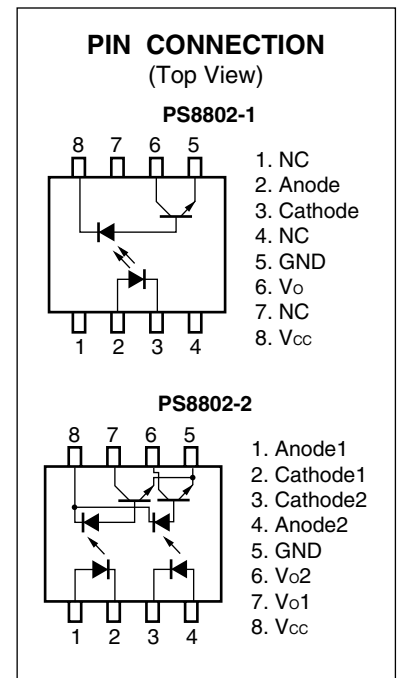 PIN CONNECTION
(Top View)
PS8802-1
8 7 6 5
1. NC
2. Anode
3. Cathode
4. NC
5. GND
6. Vo
7. NC
8. Vcc
1 2 3 4
PS8802-2
8 7 6 5
1. Anode1
2. Cathode1
3. Cathode2
4. Anode2
5. GND
6. Vo2
7. Vo1
8. Vcc
1 2 3 4